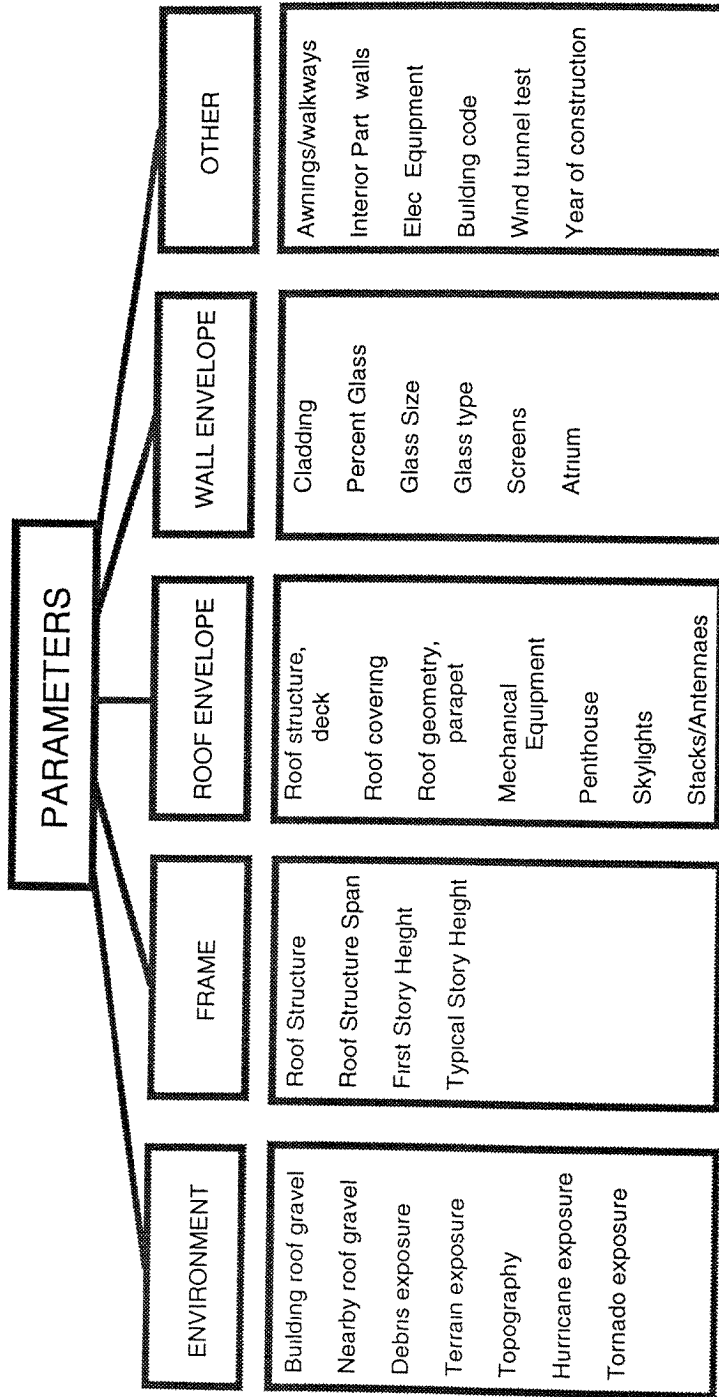 PARAMETERS
ENVIRONMENT
Building roof gravel
Nearby roof gravel
Debris exposure
Terrain exposure
Topography
Hurricane exposure
Tornado exposure
FRAME
Roof Structure
Roof Structure Span
First Story Height
Typical Story Height
ROOF ENVELOPE
Roof structure,
deck
Roof covering
Roof geometry,
parapet
Mechanical
Equipment
Penthouse
Skylights
Stacks/Antennaes
WALL ENVELOPE
Cladding
Percent Glass
Glass Size
Glass type
Screens
Atrium
OTHER
Awnings/walkways
Interior Part walls
Elec Equipment
Building code
Wind tunnel test
Year of construction